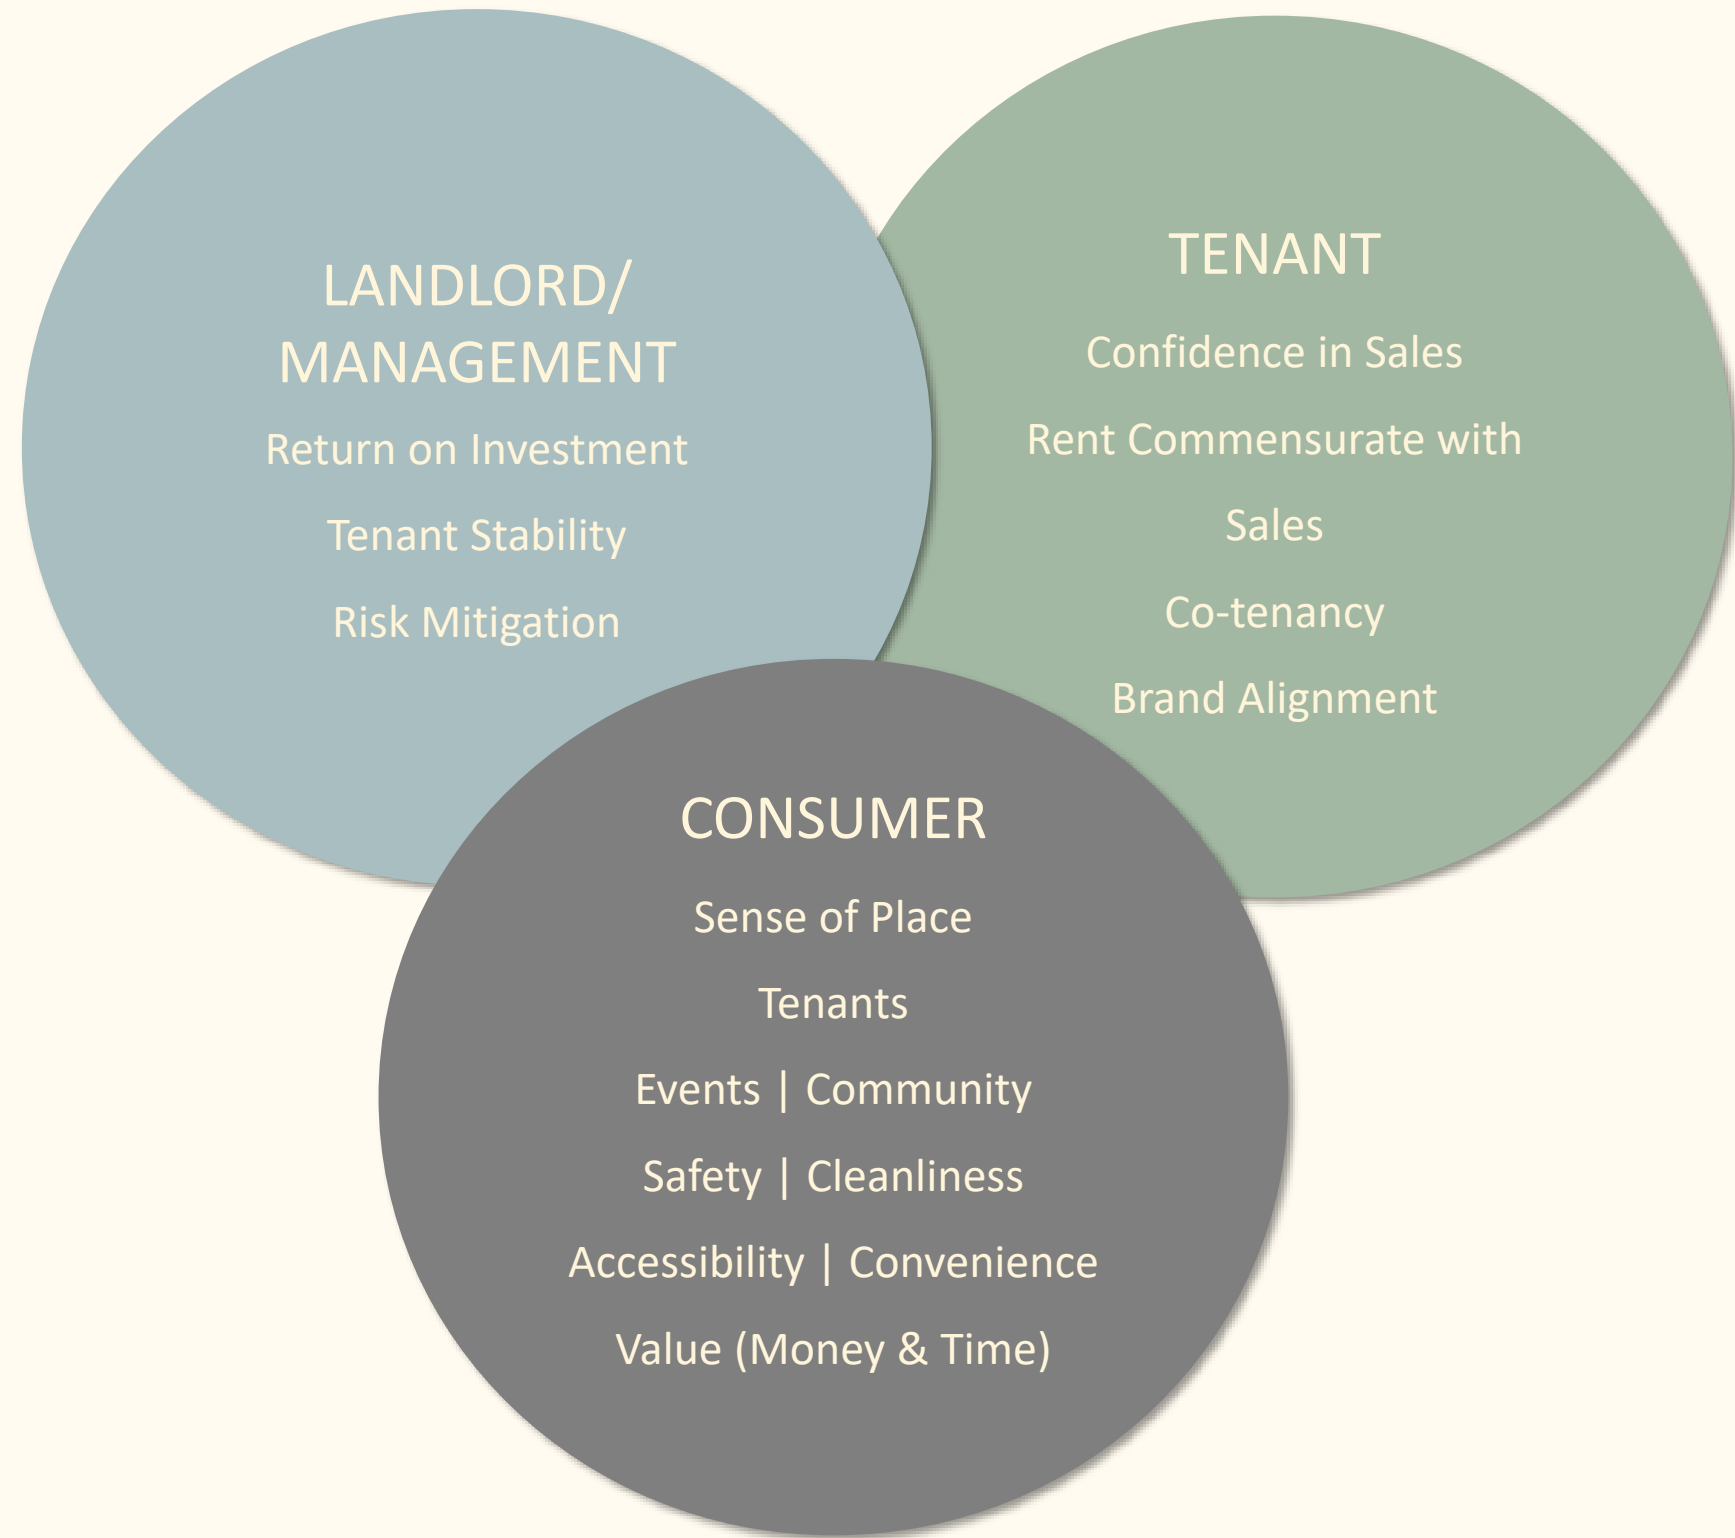 LANDLORD/
MANAGEMENT
Return on Investment
Tenant Stability
Risk Mitigation
TENANT
Confidence in Sales
Rent Commensurate with
Sales
Co-tenancy
Brand Alignment
CONSUMER
Sense of Place
Tenants
Events | Community
Safety | Cleanliness
Accessibility | Convenience
Value (Money & Time)